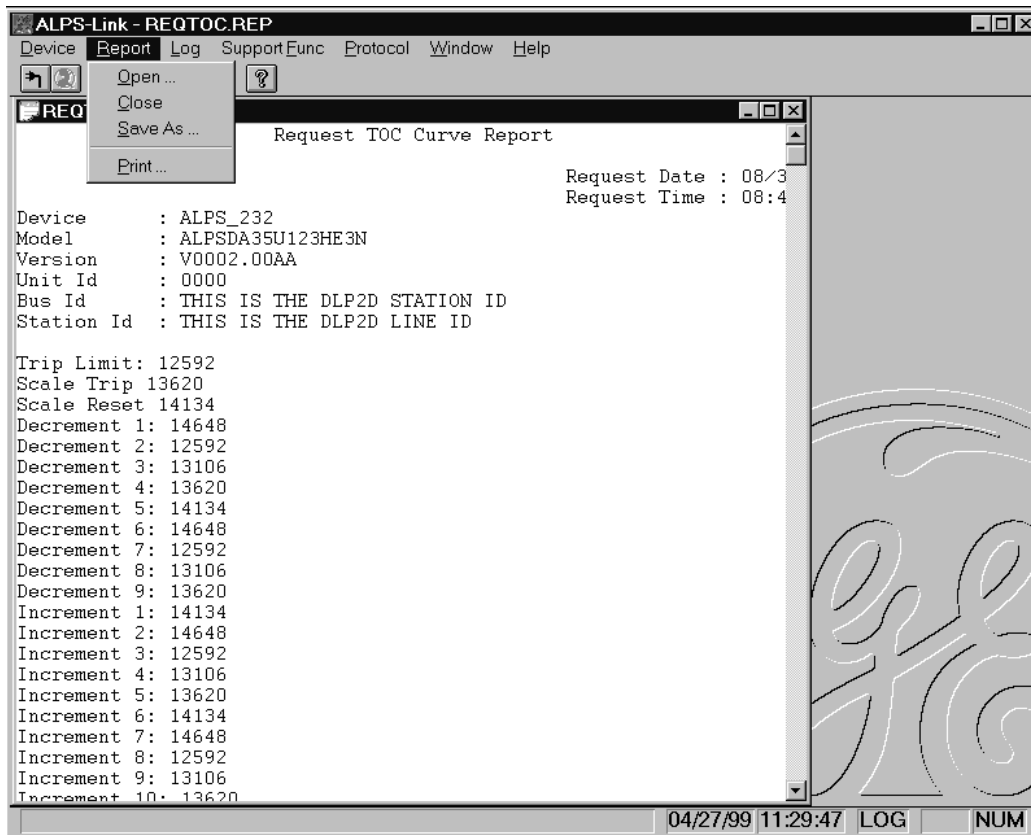 ALPS-Link - REQTOC.REP
Device Report Log Support Func Protocol Window Help
Open ...
Close
Save As ...
Print ...
REQT
Request TOC Curve Report
Request Date : 08/3
Request Time : 08:4
Device : ALPS_232
Model : ALPSDA35U123HE3N
Version : V0002.00AA
Unit Id : 0000
Bus Id : THIS IS THE DLP2D STATION ID
Station Id : THIS IS THE DLP2D LINE ID
Trip Limit: 12592
Scale Trip 13620
Scale Reset 14134
Decrement 1: 14648
Decrement 2: 12592
Decrement 3: 13106
Decrement 4: 13620
Decrement 5: 14134
Decrement 6: 14648
Decrement 7: 12592
Decrement 8: 13106
Decrement 9: 13620
Increment 1: 14134
Increment 2: 14648
Increment 3: 12592
Increment 4: 13106
Increment 5: 13620
Increment 6: 14134
Increment 7: 14648
Increment 8: 12592
Increment 9: 13106
Increment 10: 13620
04/27/99 11:29:47 LOG NUM